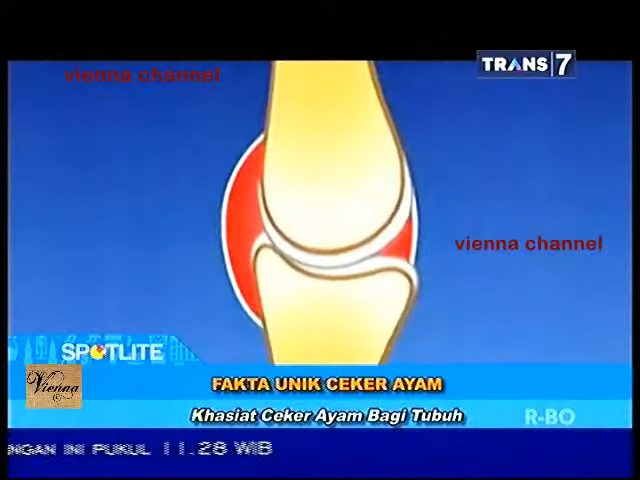 vienna channel
TRANS 7
vienna channel
SPOTLITE
Vienna
FAKTA UNIK CEKER AYAM
Khasiat Ceker Ayam Bagi Tubuh
R-BO
NGAN INI PUKUL 11.28 WIB